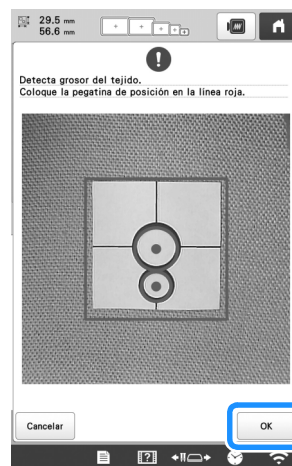 29.5 mm
56.6 mm
Detecta grosor del tejido.
Coloque la pegatina de posición en la línea roja.
Cancelar
OK